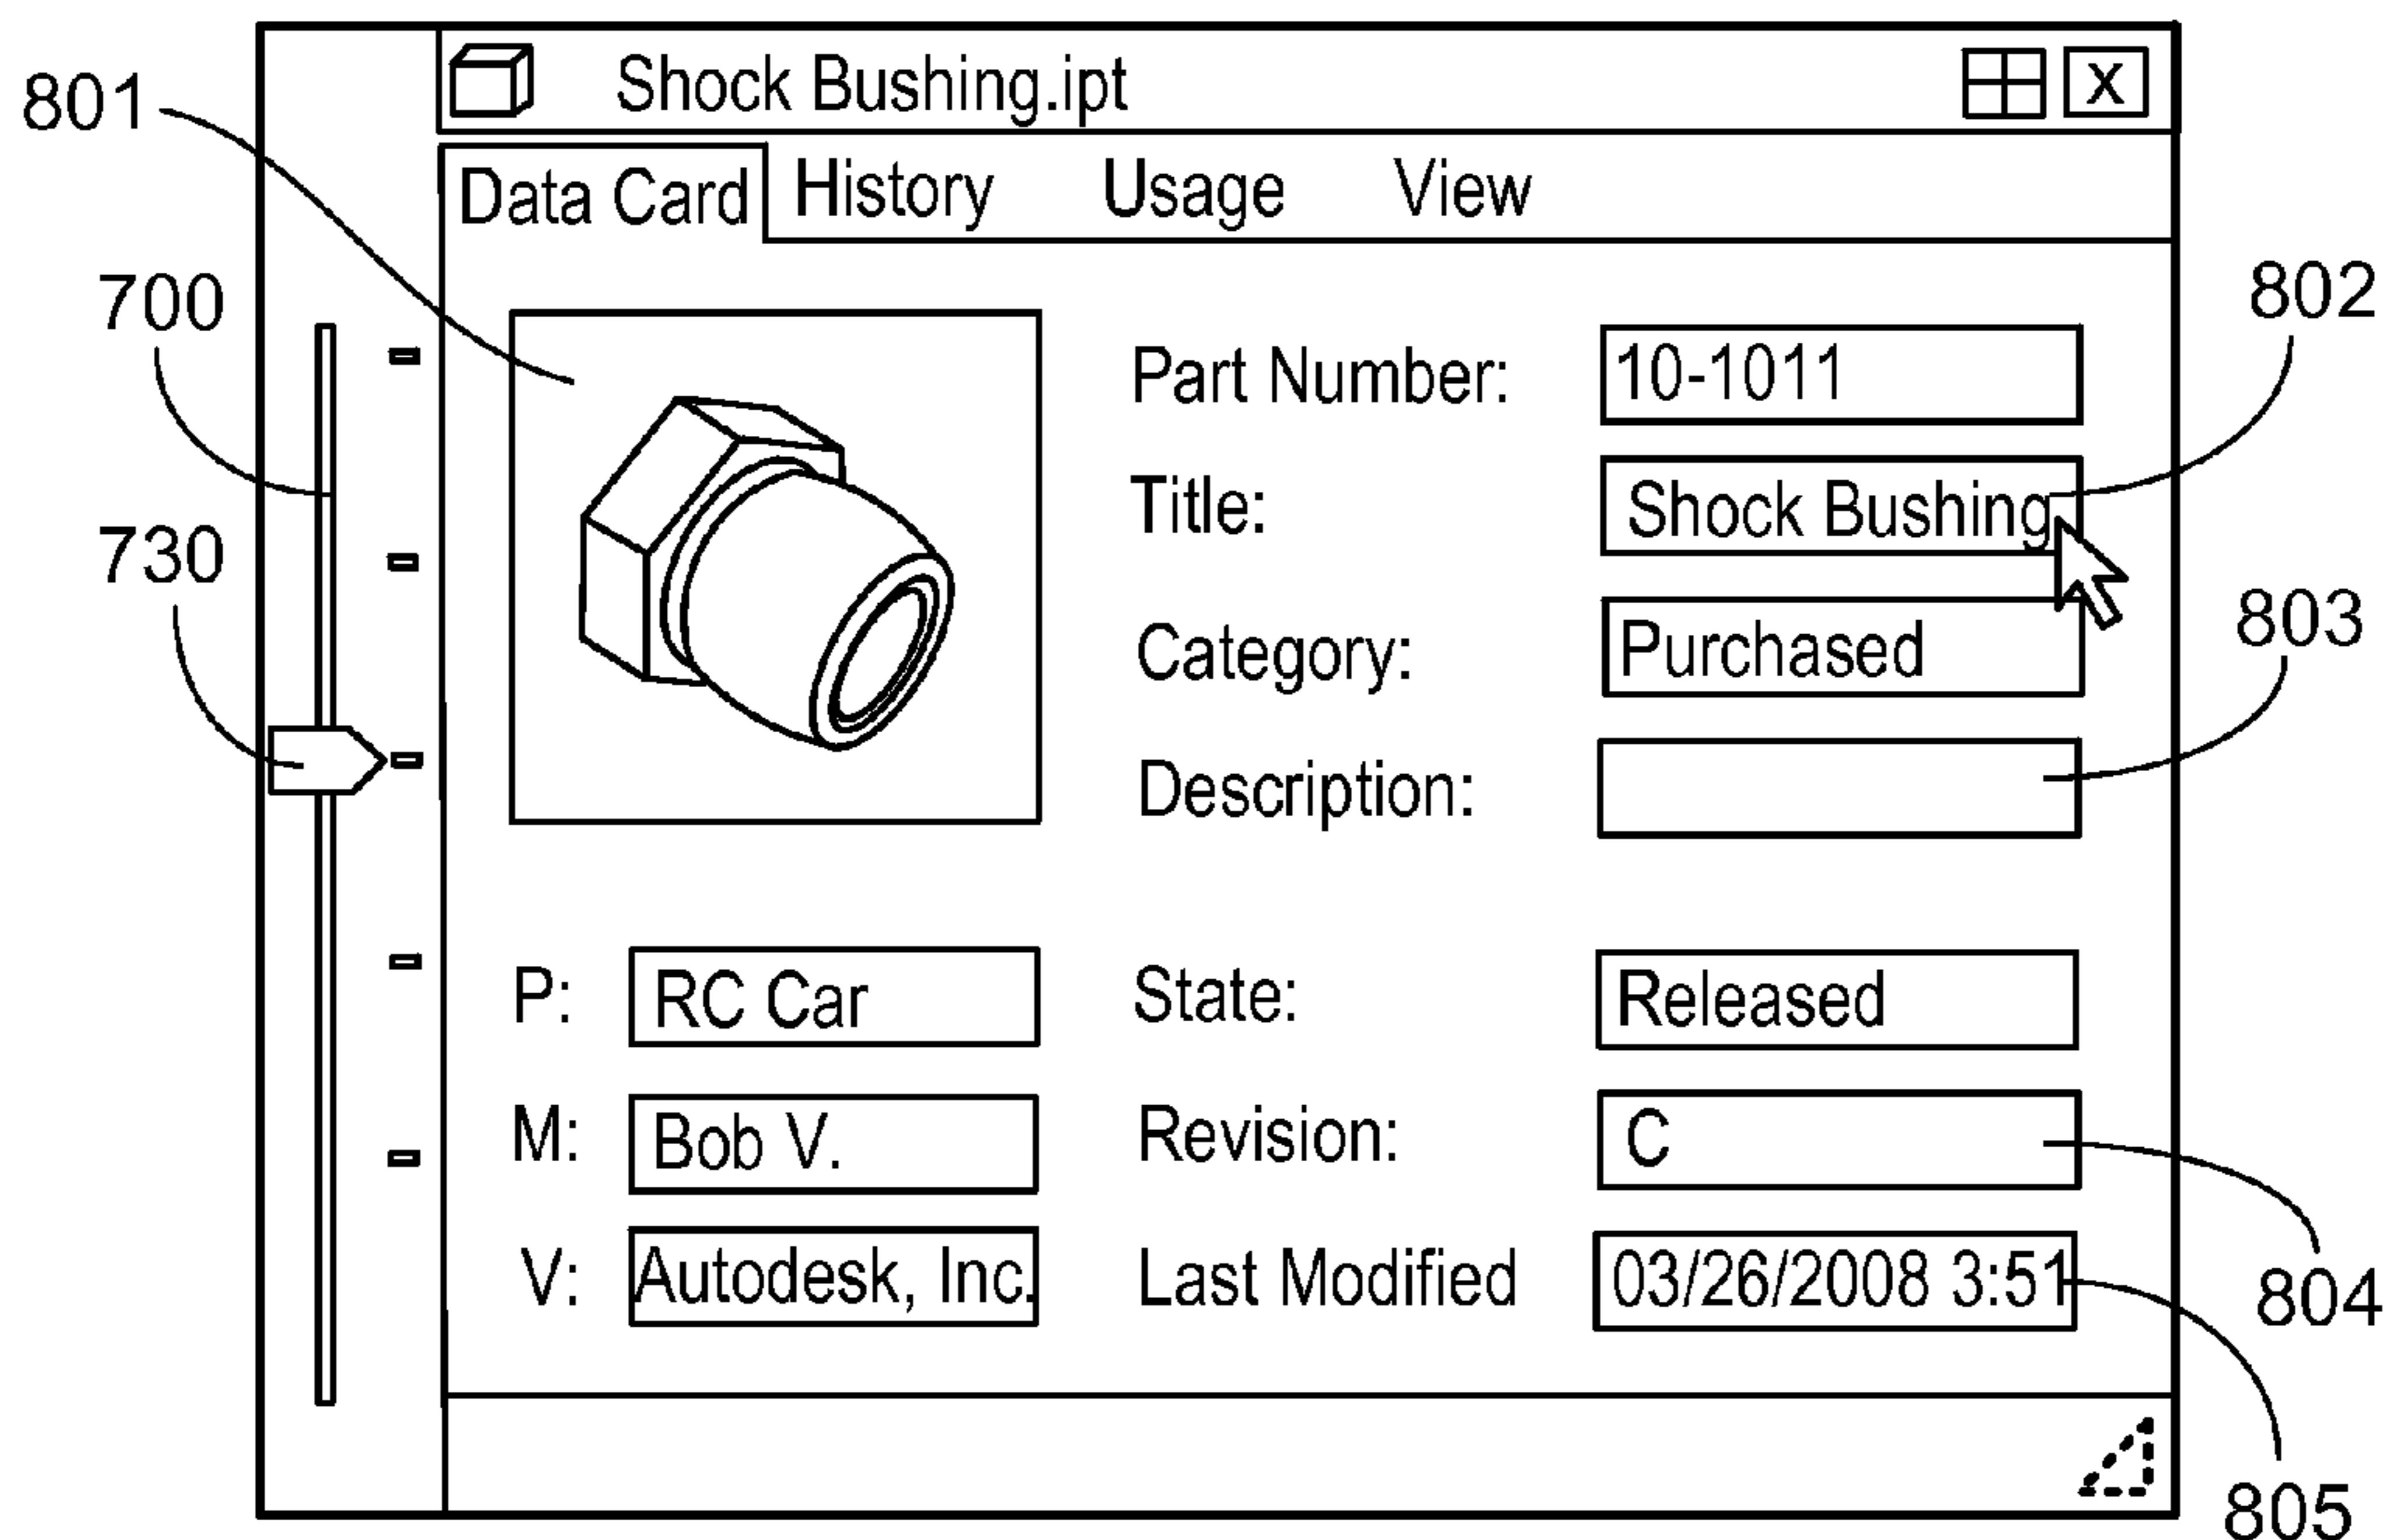 Shock Bushing.ipt X
801
Data Card History Usage View
700
802
Part Number: 10-1011
Title: Shock Bushing
730
803
Category: Purchased
Description:
P: RC Car State: Released
M: Bob V. Revision: C
V: Autodesk, Inc. Last Modified 03/26/2008 3:51
804
805